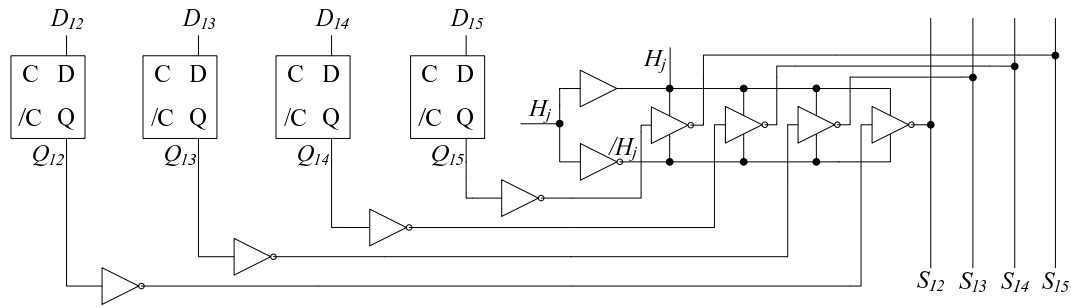 D12 D13 D14 D15
C D C D C D C D
/C Q /C Q /C Q /C Q
Q12 Q13 Q14 Q15
Hj
Hj
/Hj
S12 S13 S14 S15